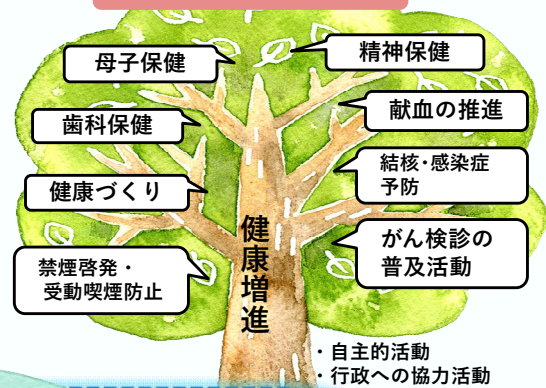 母子保健
精神保健
歯科保健
献血の推進
健康づくり
結核・感染症
予防
禁煙啓発・
受動喫煙防止
がん検診の
普及活動
健康増進
・自主的活動
・行政への協力活動